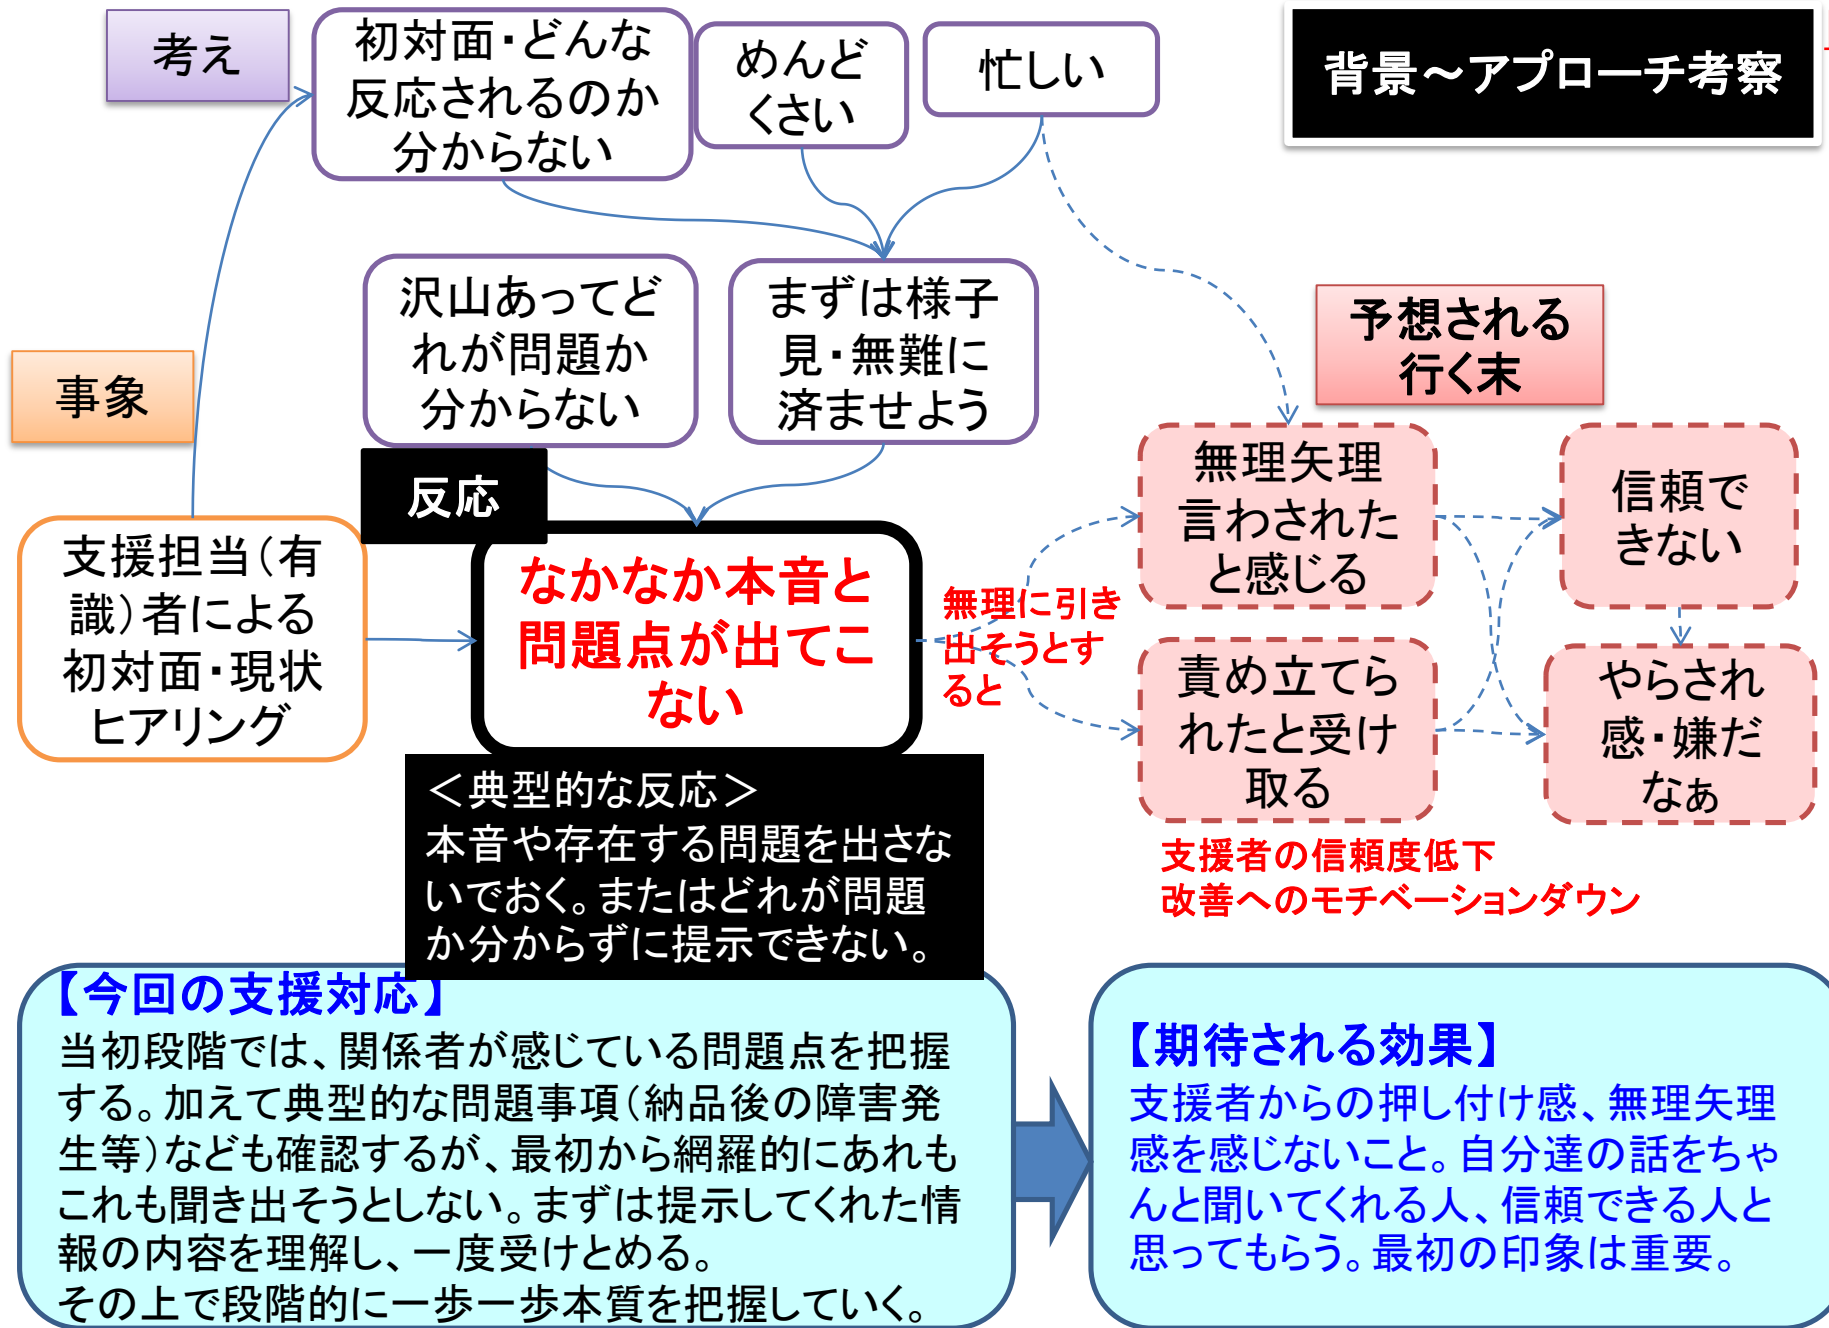 考え
初対面・どんな
反応されるのか
分からない
めんど
くさい
忙しい
背景～アプローチ考察
沢山あってど
れが問題か
分からない
まずは様子
見・無難に
済ませよう
予想される
行く末
事象
反応
支援担当（有
識）者による
初対面・現状
ヒアリング
なかなか本音と
問題点が出てこ
ない
無理に引き
出そうとす
ると
無理矢理
言わされた
と感じる
信頼で
きない
責め立てら
れたと受け
取る
やらされ
感・嫌だ
なぁ
＜典型的な反応＞
本音や存在する問題を出さな
いでおく。またはどれが問題
か分からずに提示できない。
支援者の信頼度低下
改善へのモチベーションダウン
【今回の支援対応】
当初段階では、関係者が感じている問題点を把握
する。加えて典型的な問題事項（納品後の障害発
生等）なども確認するが、最初から網羅的にあれも
これも聞き出そうとしない。まずは提示してくれた情
報の内容を理解し、一度受けとめる。
その上で段階的に一歩一歩本質を把握していく。
【期待される効果】
支援者からの押し付け感、無理矢理
感を感じないこと。自分達の話をちゃ
んと聞いてくれる人、信頼できる人と
思ってもらう。最初の印象は重要。